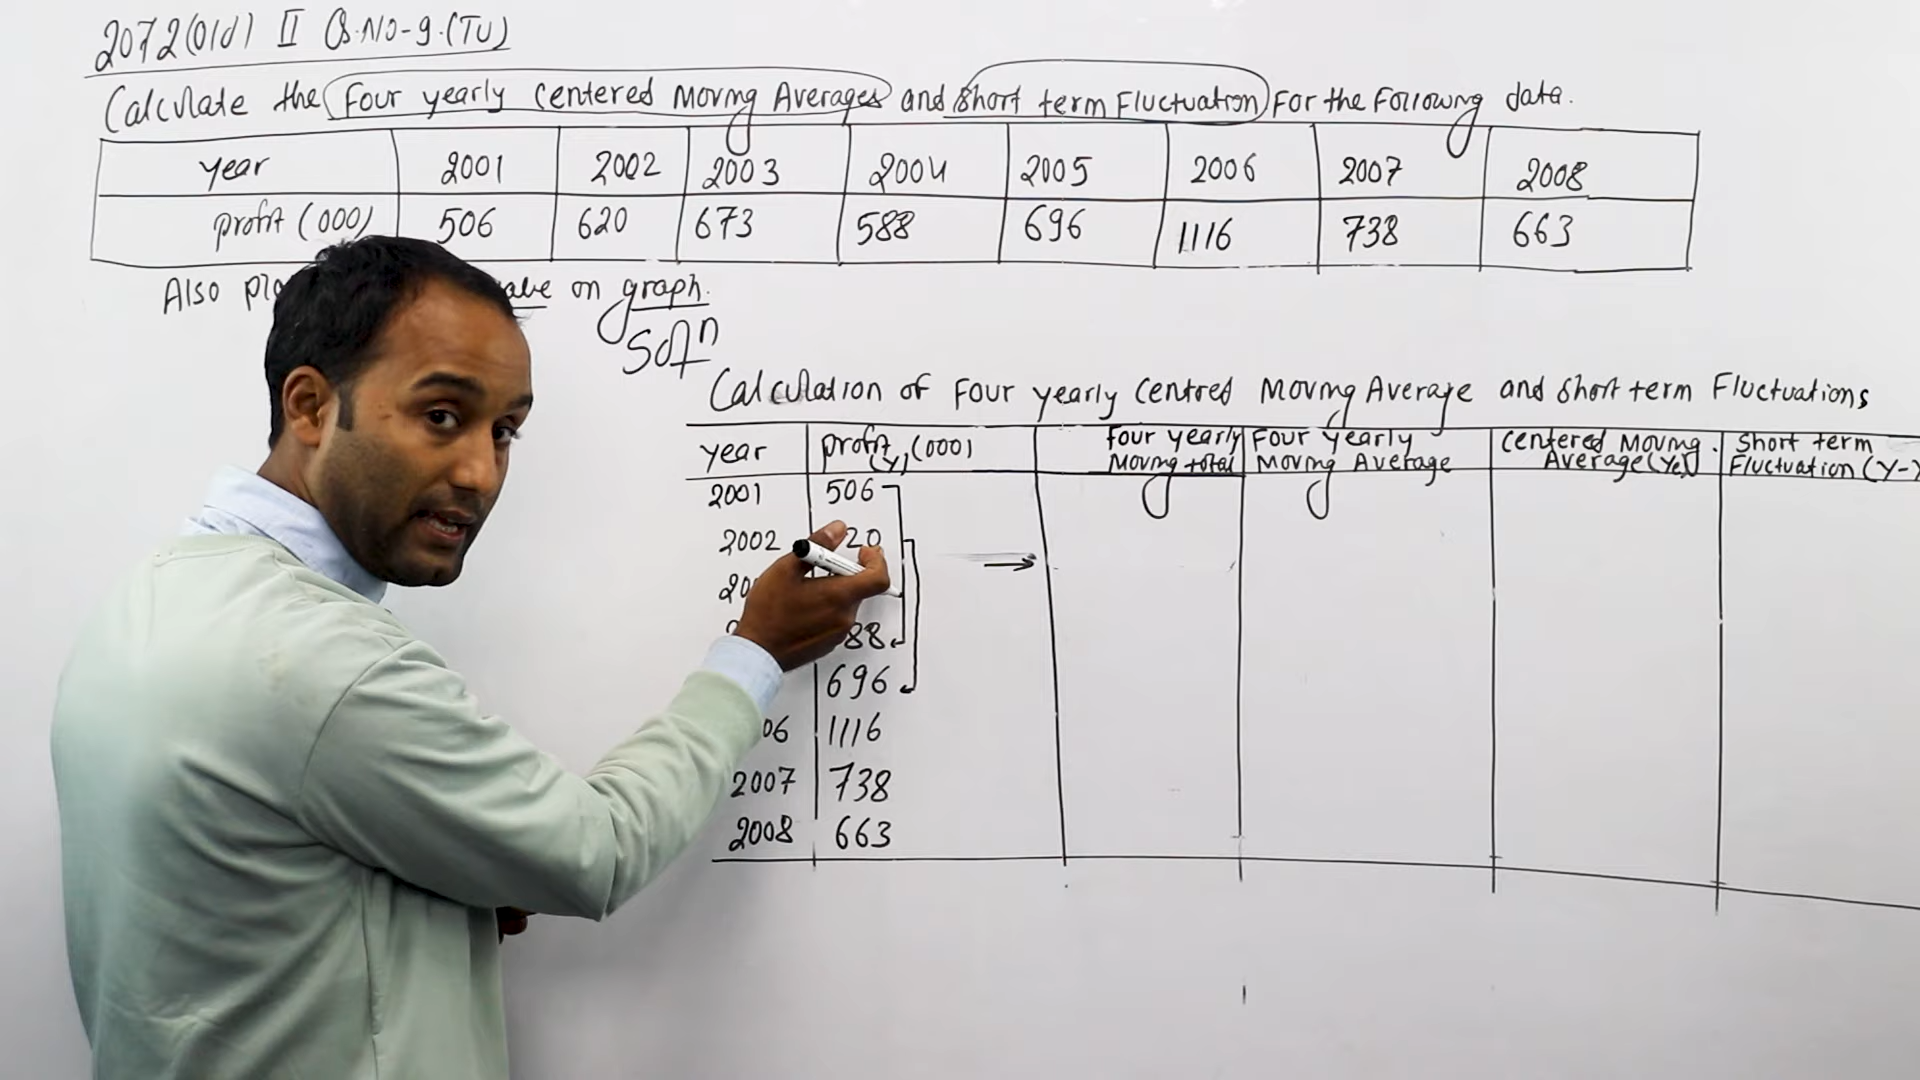 2072(old) II Q.NO-9.(TU)
Calculate the Four yearly Centered Moving Averages and short term Fluctuation For the Following data.
year 2001 2002 2003 2004 2005 2006 2007 2008
profit (000) 506 620 673 588 696 1116 738 663
Also on graph.
Solⁿ
Calculation of Four yearly Centred Moving Average and short term Fluctuations
year profit (000) (Y) Four yearly Moving total Four yearly Moving Average Centered Moving Average (Yc) Short term Fluctuation (Y-
2001 506
2002 20
20
88
696
06 1116
2007 738
2008 663